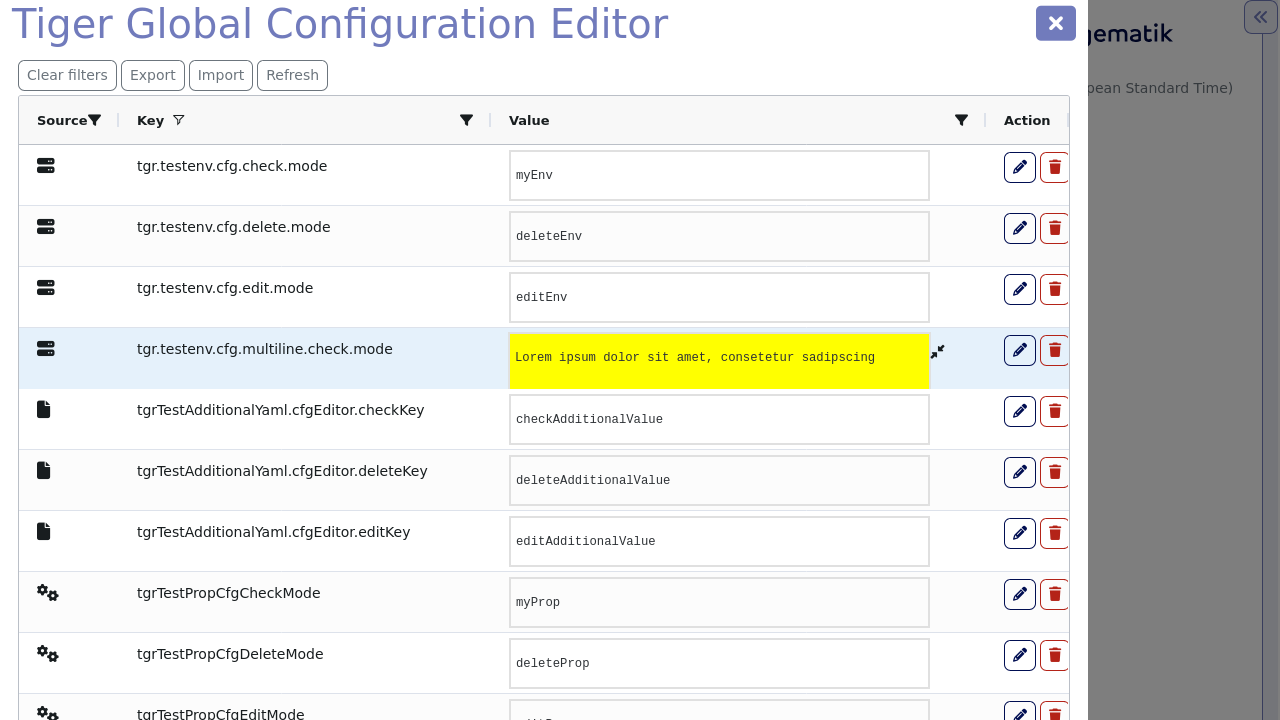 Tiger Global Configuration Editor
gematik
pean Standard Time)
Clear filters Export Import Refresh
Source Key Value Action
tgr.testenv.cfg.check.mode myEnv
tgr.testenv.cfg.delete.mode deleteEnv
tgr.testenv.cfg.edit.mode editEnv
tgr.testenv.cfg.multiline.check.mode Lorem ipsum dolor sit amet, consetetur sadipscing
tgrTestAdditionalYaml.cfgEditor.checkKey checkAdditionalValue
tgrTestAdditionalYaml.cfgEditor.deleteKey deleteAdditionalValue
tgrTestAdditionalYaml.cfgEditor.editKey editAdditionalValue
tgrTestPropCfgCheckMode myProp
tgrTestPropCfgDeleteMode deleteProp
tgrTestPropCfgEditMode